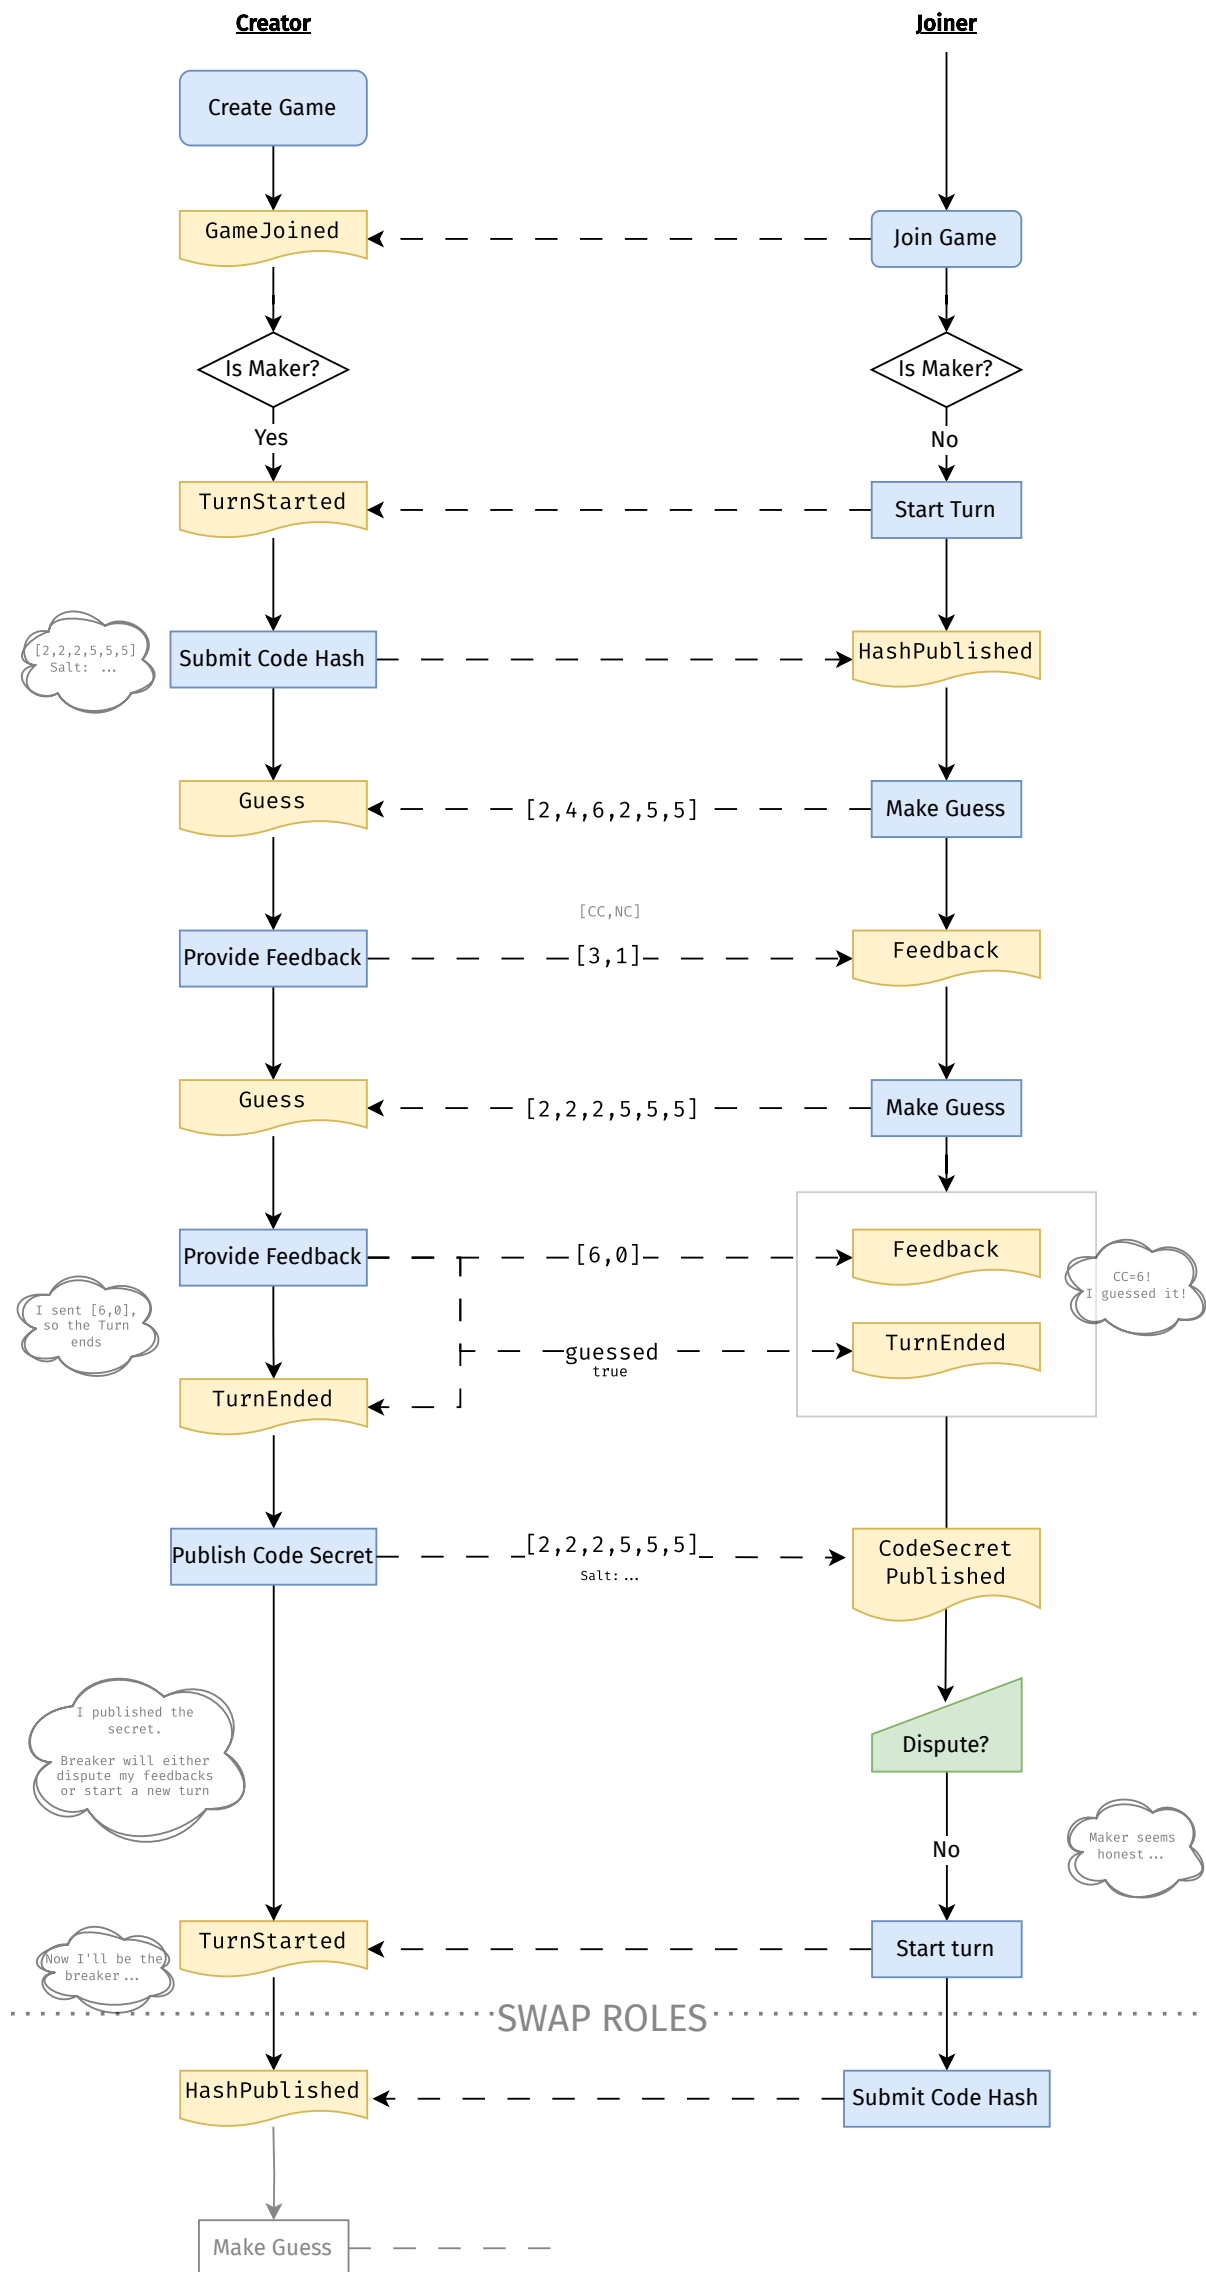 Creator
Joiner
Create Game
GameJoined
Join Game
Is Maker?
Is Maker?
Yes
No
TurnStarted
Start Turn
[2,2,2,5,5,5]
Salt: ...
Submit Code Hash
HashPublished
Guess
[2,4,6,2,5,5]
Make Guess
[CC,NC]
Provide Feedback
[3,1]
Feedback
Guess
[2,2,2,5,5,5]
Make Guess
Provide Feedback
[6,0]
Feedback
CC=6!
I guessed it!
I sent [6,0],
so the Turn
ends
guessed
true
TurnEnded
TurnEnded
Publish Code Secret
[2,2,2,5,5,5]
Salt: ...
CodeSecret
Published
I published the
secret.
Breaker will either
dispute my feedbacks
or start a new turn
Dispute?
No
Maker seems
honest ...
TurnStarted
Start turn
Now I'll be the
breaker ...
SWAP ROLES
HashPublished
Submit Code Hash
Make Guess